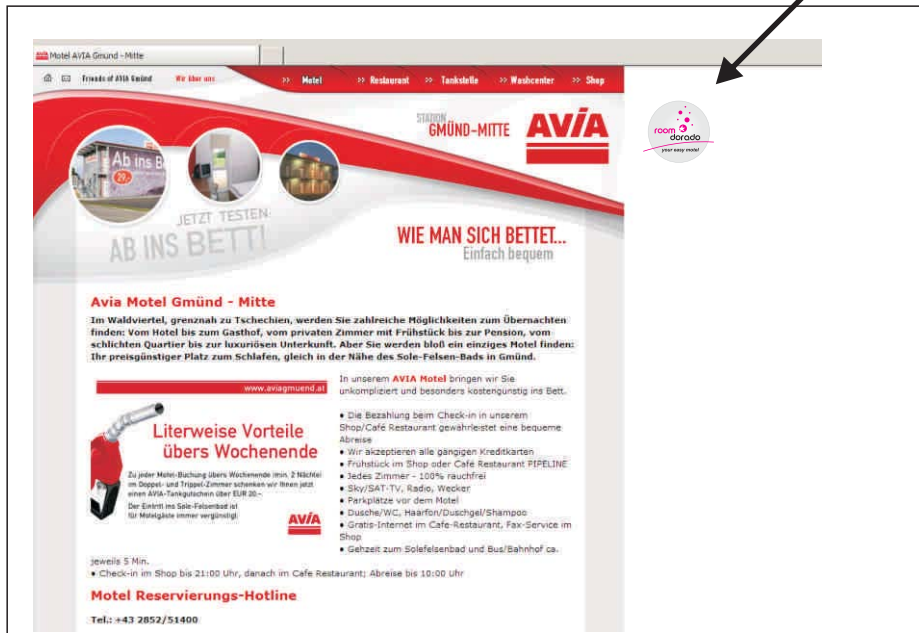 Motel AVIA Gmünd - Mitte
Friends of AVIA Gmünd Wir über uns >> Motel >> Restaurant >> Tankstelle >> Washcenter >> Shop
STATION
GMÜND-MITTE
AVIA
room
dorado
your easy motel
Ab ins B
29,-
JETZT TESTEN
AB INS BETT!
WIE MAN SICH BETTET...
Einfach bequem
Avia Motel Gmünd - Mitte
Im Waldviertel, grenznah zu Tschechien, werden Sie zahlreiche Möglichkeiten zum Übernachten
finden: Vom Hotel bis zum Gasthof, vom privaten Zimmer mit Frühstück bis zur Pension, vom
schlichten Quartier bis zur luxuriösen Unterkunft. Aber Sie werden bloß ein einziges Motel finden:
Ihr preisgünstiger Platz zum Schlafen, gleich in der Nähe des Sole-Felsen-Bads in Gmünd.
www.aviagmuend.at
Literweise Vorteile
übers Wochenende
Zu jeder Motel-Buchung übers Wochenende (min. 2 Nächte)
im Doppel- und Trippel-Zimmer schenken wir Ihnen jetzt
einen AVIA-Tankgutschein über EUR 20.-
Der Eintritt ins Sole-Felsenbad ist
für Motelgäste immer vergünstigt.
AVIA
In unserem AVIA Motel bringen wir Sie
unkompliziert und besonders kostengünstig ins Bett.
• Die Bezahlung beim Check-in in unserem
Shop/Café Restaurant gewährleistet eine bequeme
Abreise
• Wir akzeptieren alle gängigen Kreditkarten
• Frühstück im Shop oder Café Restaurant PIPELINE
• Jedes Zimmer - 100% rauchfrei
• Sky/SAT-TV, Radio, Wecker
• Parkplätze vor dem Motel
• Dusche/WC, Haarfön/Duschgel/Shampoo
• Gratis-Internet im Cafe-Restaurant, Fax-Service im
Shop
• Gehzeit zum Solefelsenbad und Bus/Bahnhof ca.
jeweils 5 Min.
• Check-in im Shop bis 21:00 Uhr, danach im Cafe Restaurant; Abreise bis 10:00 Uhr
Motel Reservierungs-Hotline
Tel.: +43 2852/51400